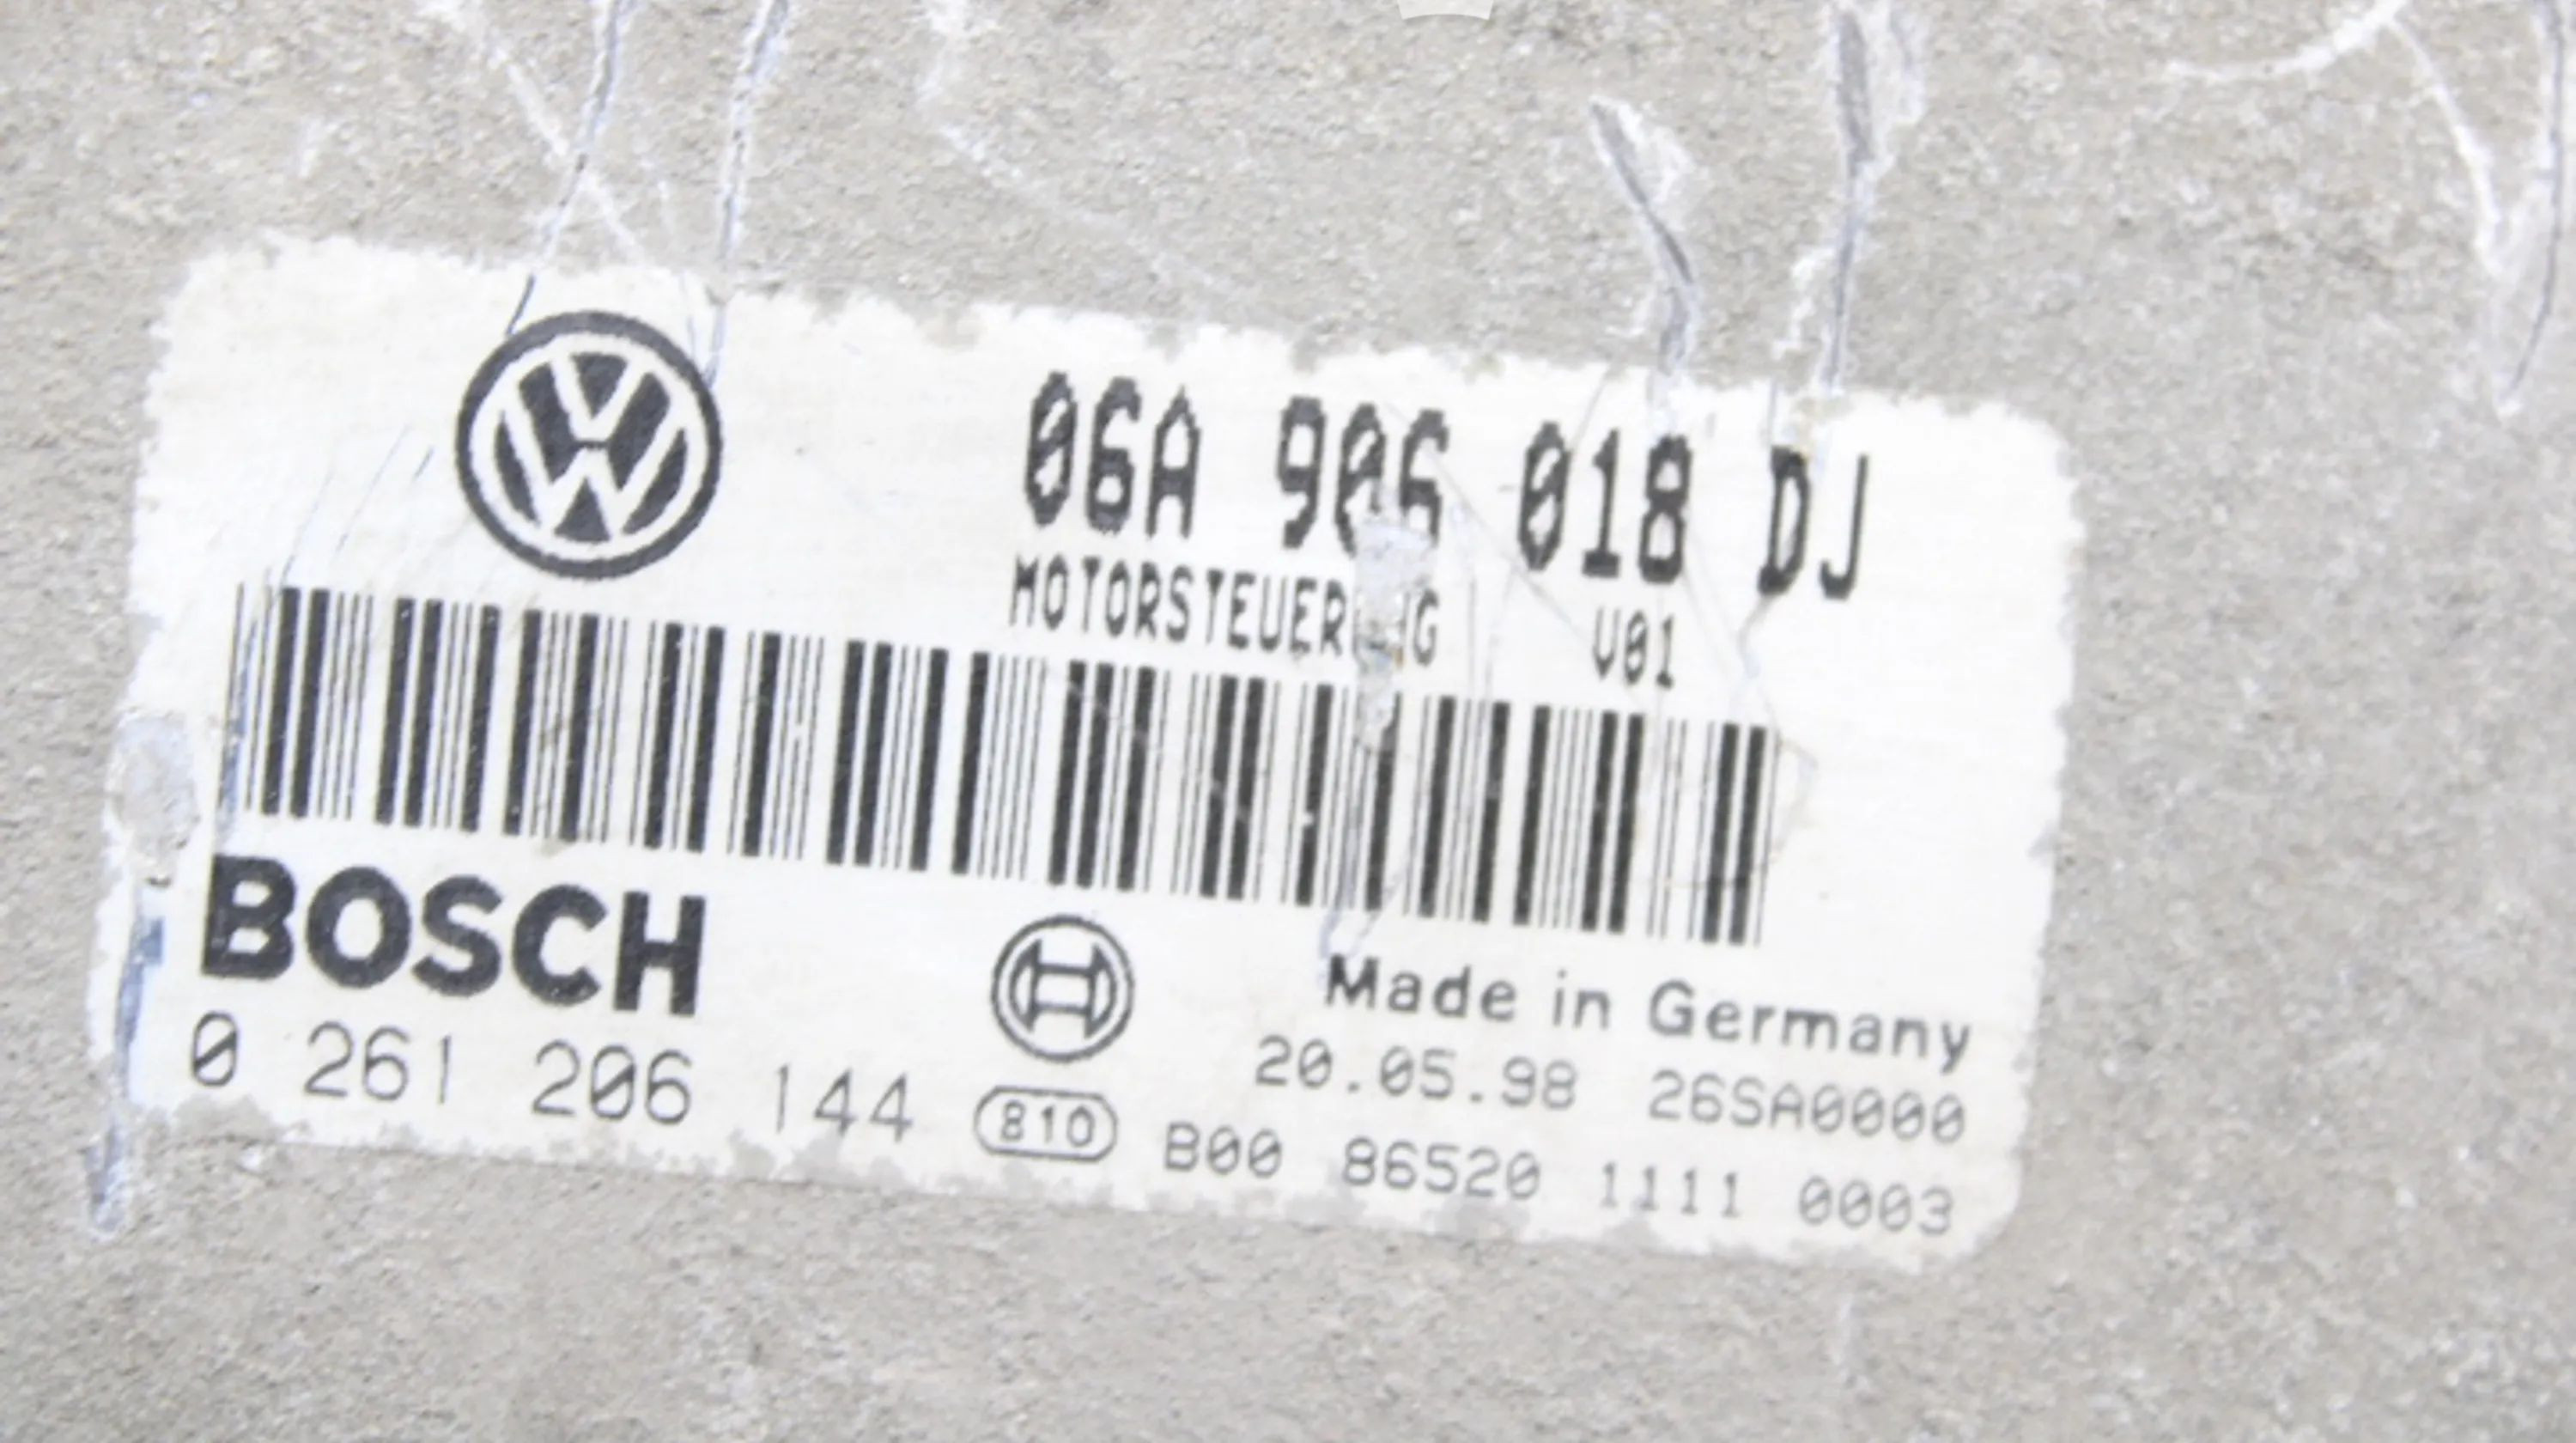 06A 906 018 DJ
V01
BOSCH
Made in Germany
0 261 206 144
20.05.98 26SA0000
810 B00 86520 1111 0003